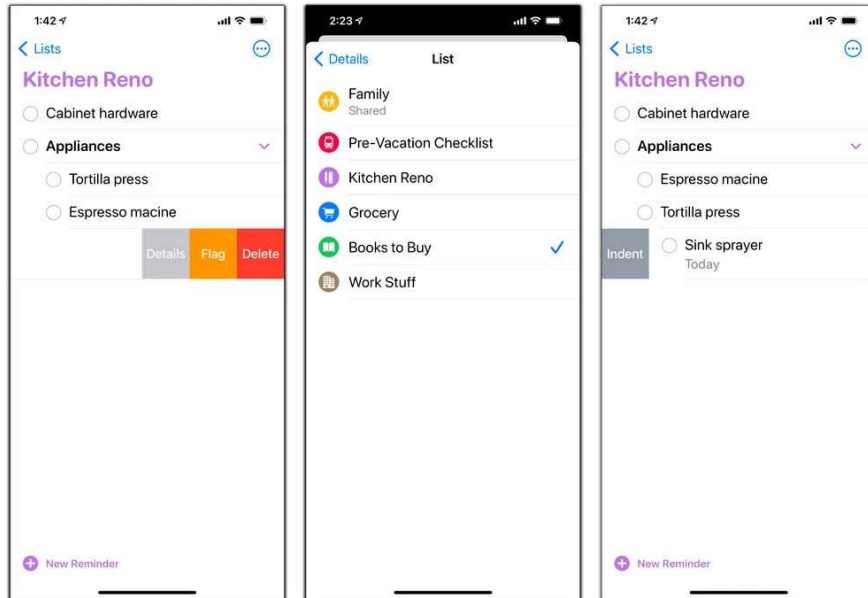 1:42
Lists
Kitchen Reno
Cabinet hardware
Appliances
Tortilla press
Espresso macine
Details Flag Delete
New Reminder
2:23
Details List
Family
Shared
Pre-Vacation Checklist
Kitchen Reno
Grocery
Books to Buy
Work Stuff
1:42
Lists
Kitchen Reno
Cabinet hardware
Appliances
Espresso macine
Tortilla press
Indent Sink sprayer
Today
New Reminder